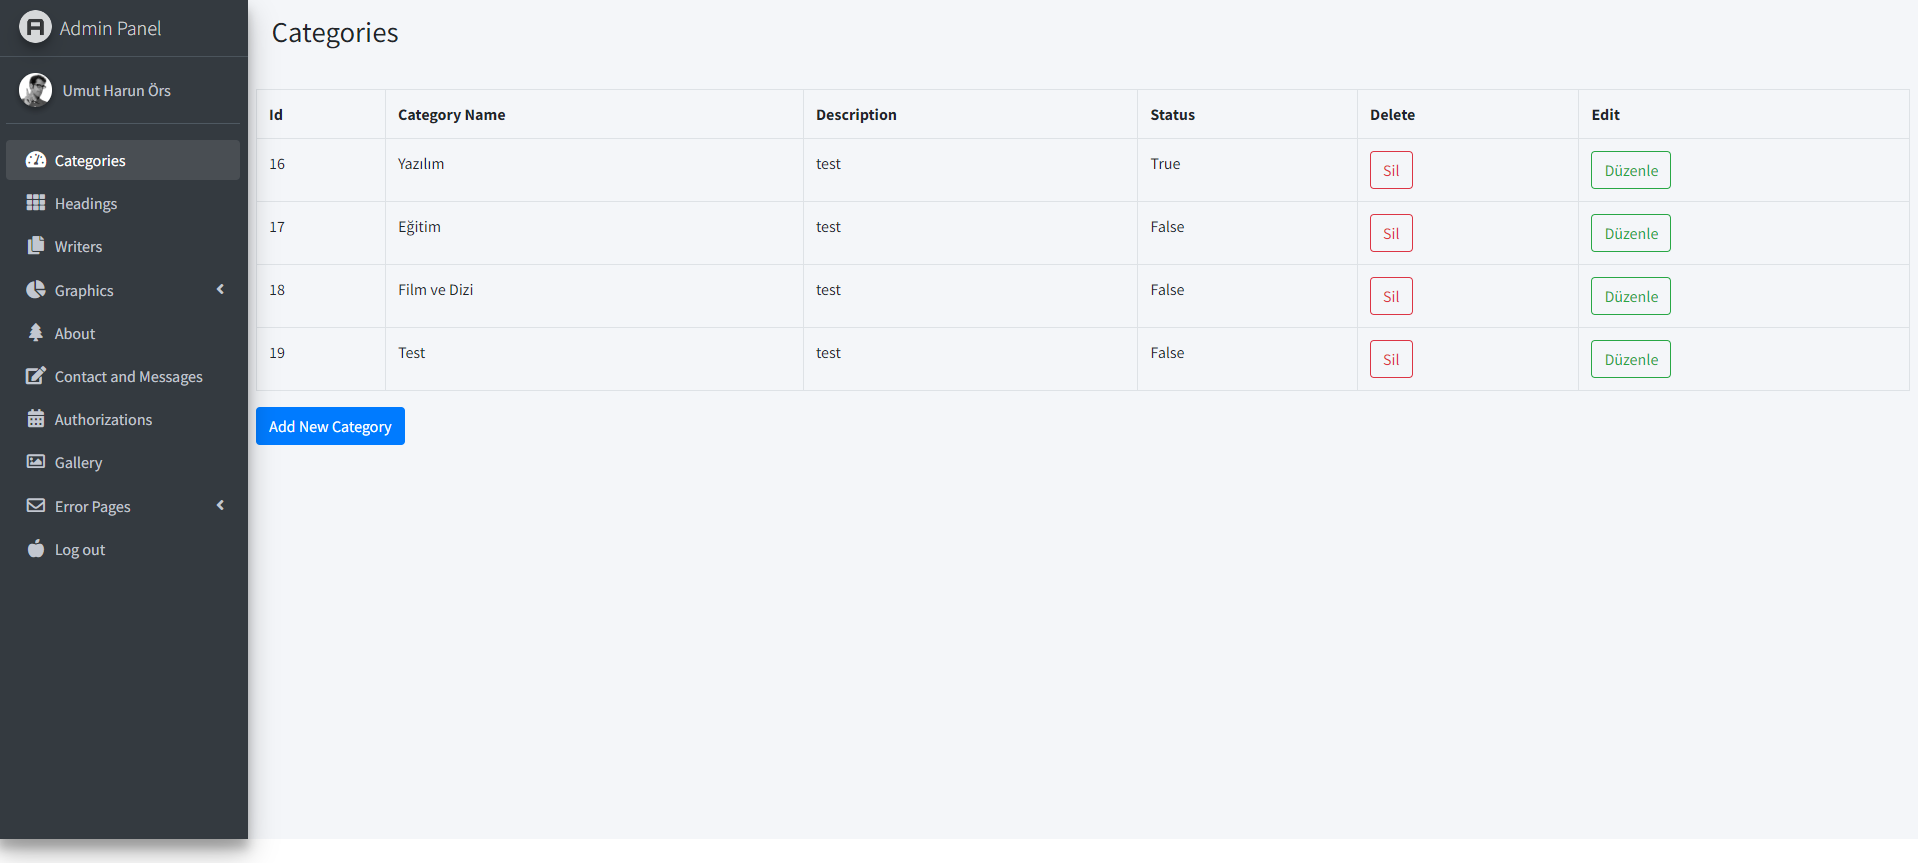 Admin Panel
Umut Harun Örs
Categories
Headings
Writers
Graphics
About
Contact and Messages
Authorizations
Gallery
Error Pages
Log out
Categories
Id Category Name Description Status Delete Edit
16 Yazılım test True Sil Düzenle
17 Eğitim test False Sil Düzenle
18 Film ve Dizi test False Sil Düzenle
19 Test test False Sil Düzenle
Add New Category